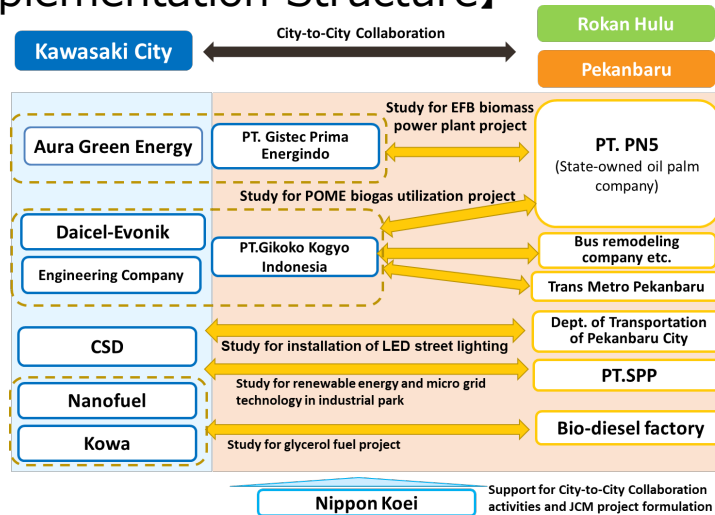 plementation Structure】
Kawasaki City
City-to-City Collaboration
Rokan Hulu
Pekanbaru
Aura Green Energy
PT. Gistec Prima
Energindo
Study for EFB biomass
power plant project
PT. PN5
(State-owned oil palm
company)
Study for POME biogas utilization project
Daicel-Evonik
Engineering Company
PT.Gikoko Kogyo
Indonesia
Bus remodeling
company etc.
Trans Metro Pekanbaru
CSD
Study for installation of LED street lighting
Dept. of Transportation
of Pekanbaru City
Study for renewable energy and micro grid
technology in industrial park
PT.SPP
Nanofuel
Kowa
Study for glycerol fuel project
Bio-diesel factory
Nippon Koei
Support for City-to-City Collaboration
activities and JCM project formulation